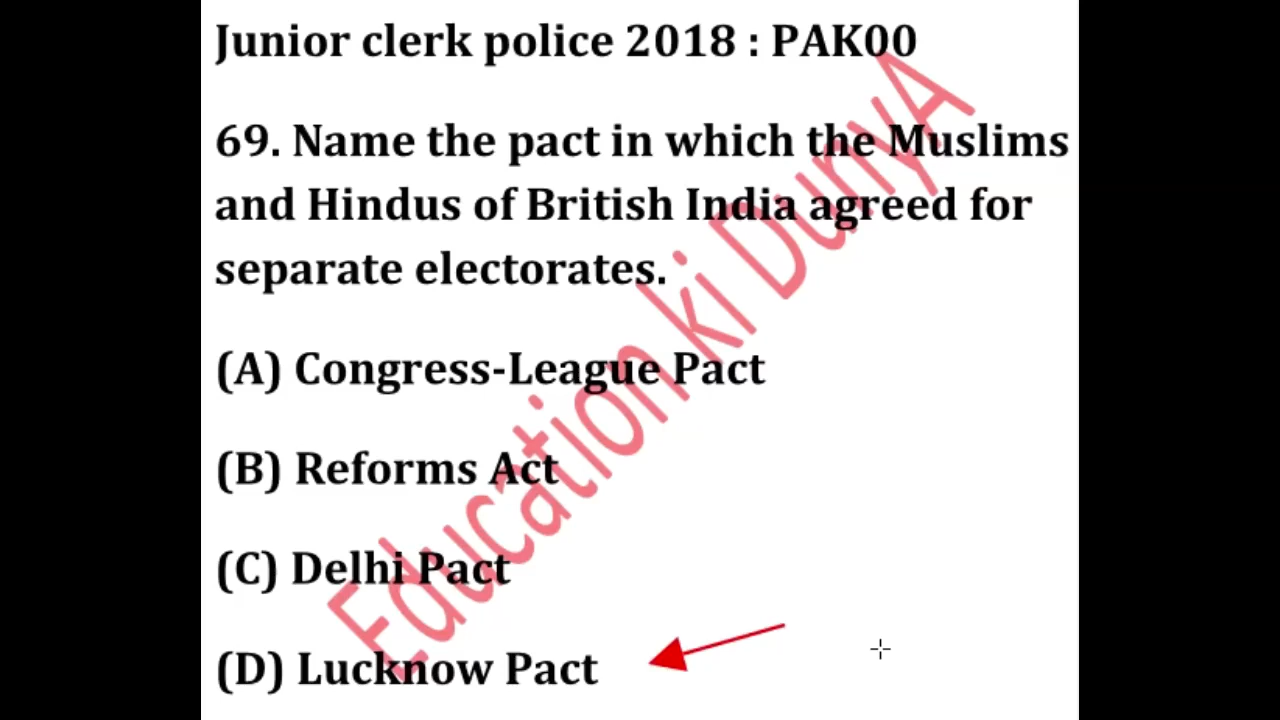 Junior clerk police 2018 : PAK00
69. Name the pact in which the Muslims
and Hindus of British India agreed for
separate electorates.
(A) Congress-League Pact
(B) Reforms Act
(C) Delhi Pact
(D) Lucknow Pact
Education ki DunyA